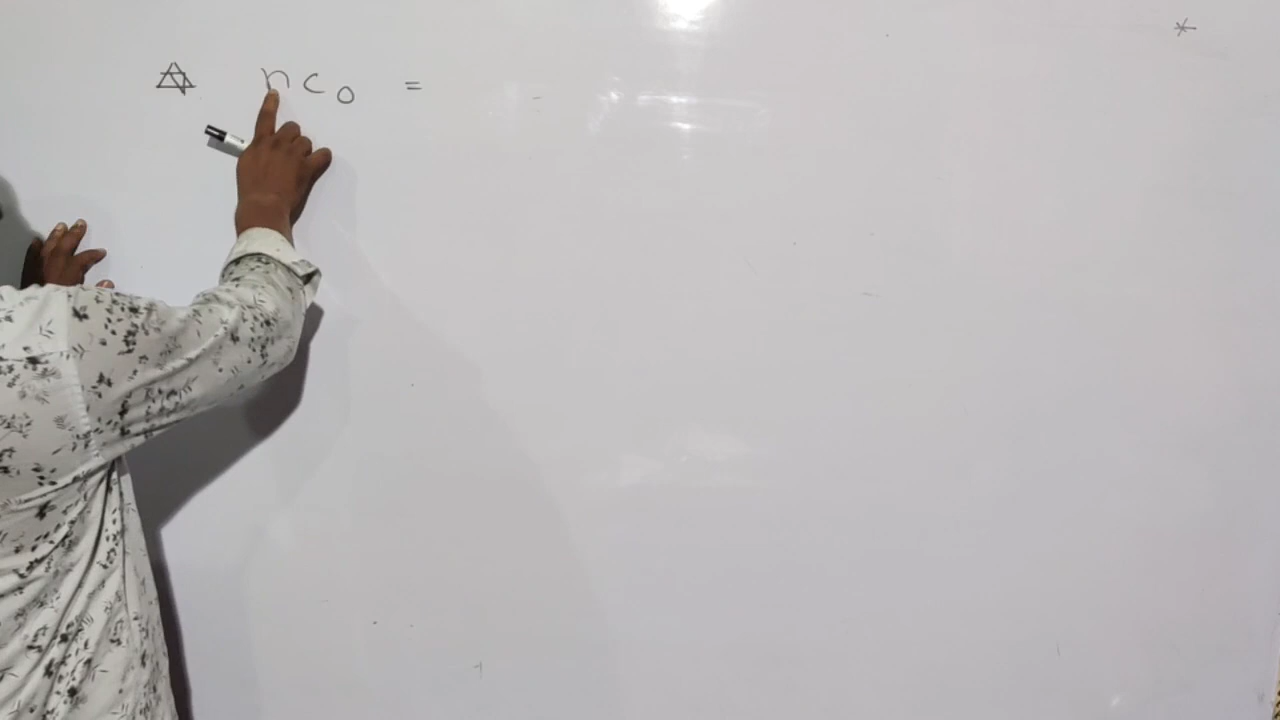 ✡ nc₀ =
*